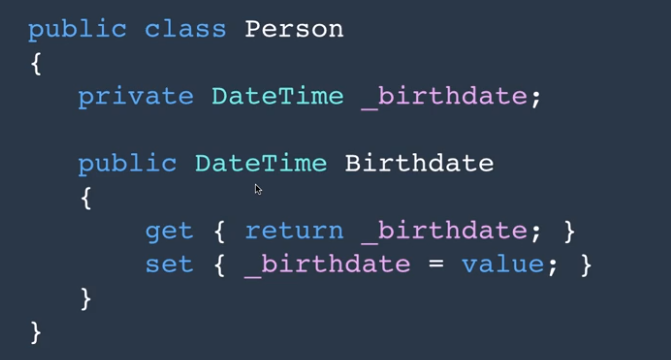 public class Person
{
private DateTime _birthdate;
public DateTime Birthdate
{
get { return _birthdate; }
set { _birthdate = value; }
}
}